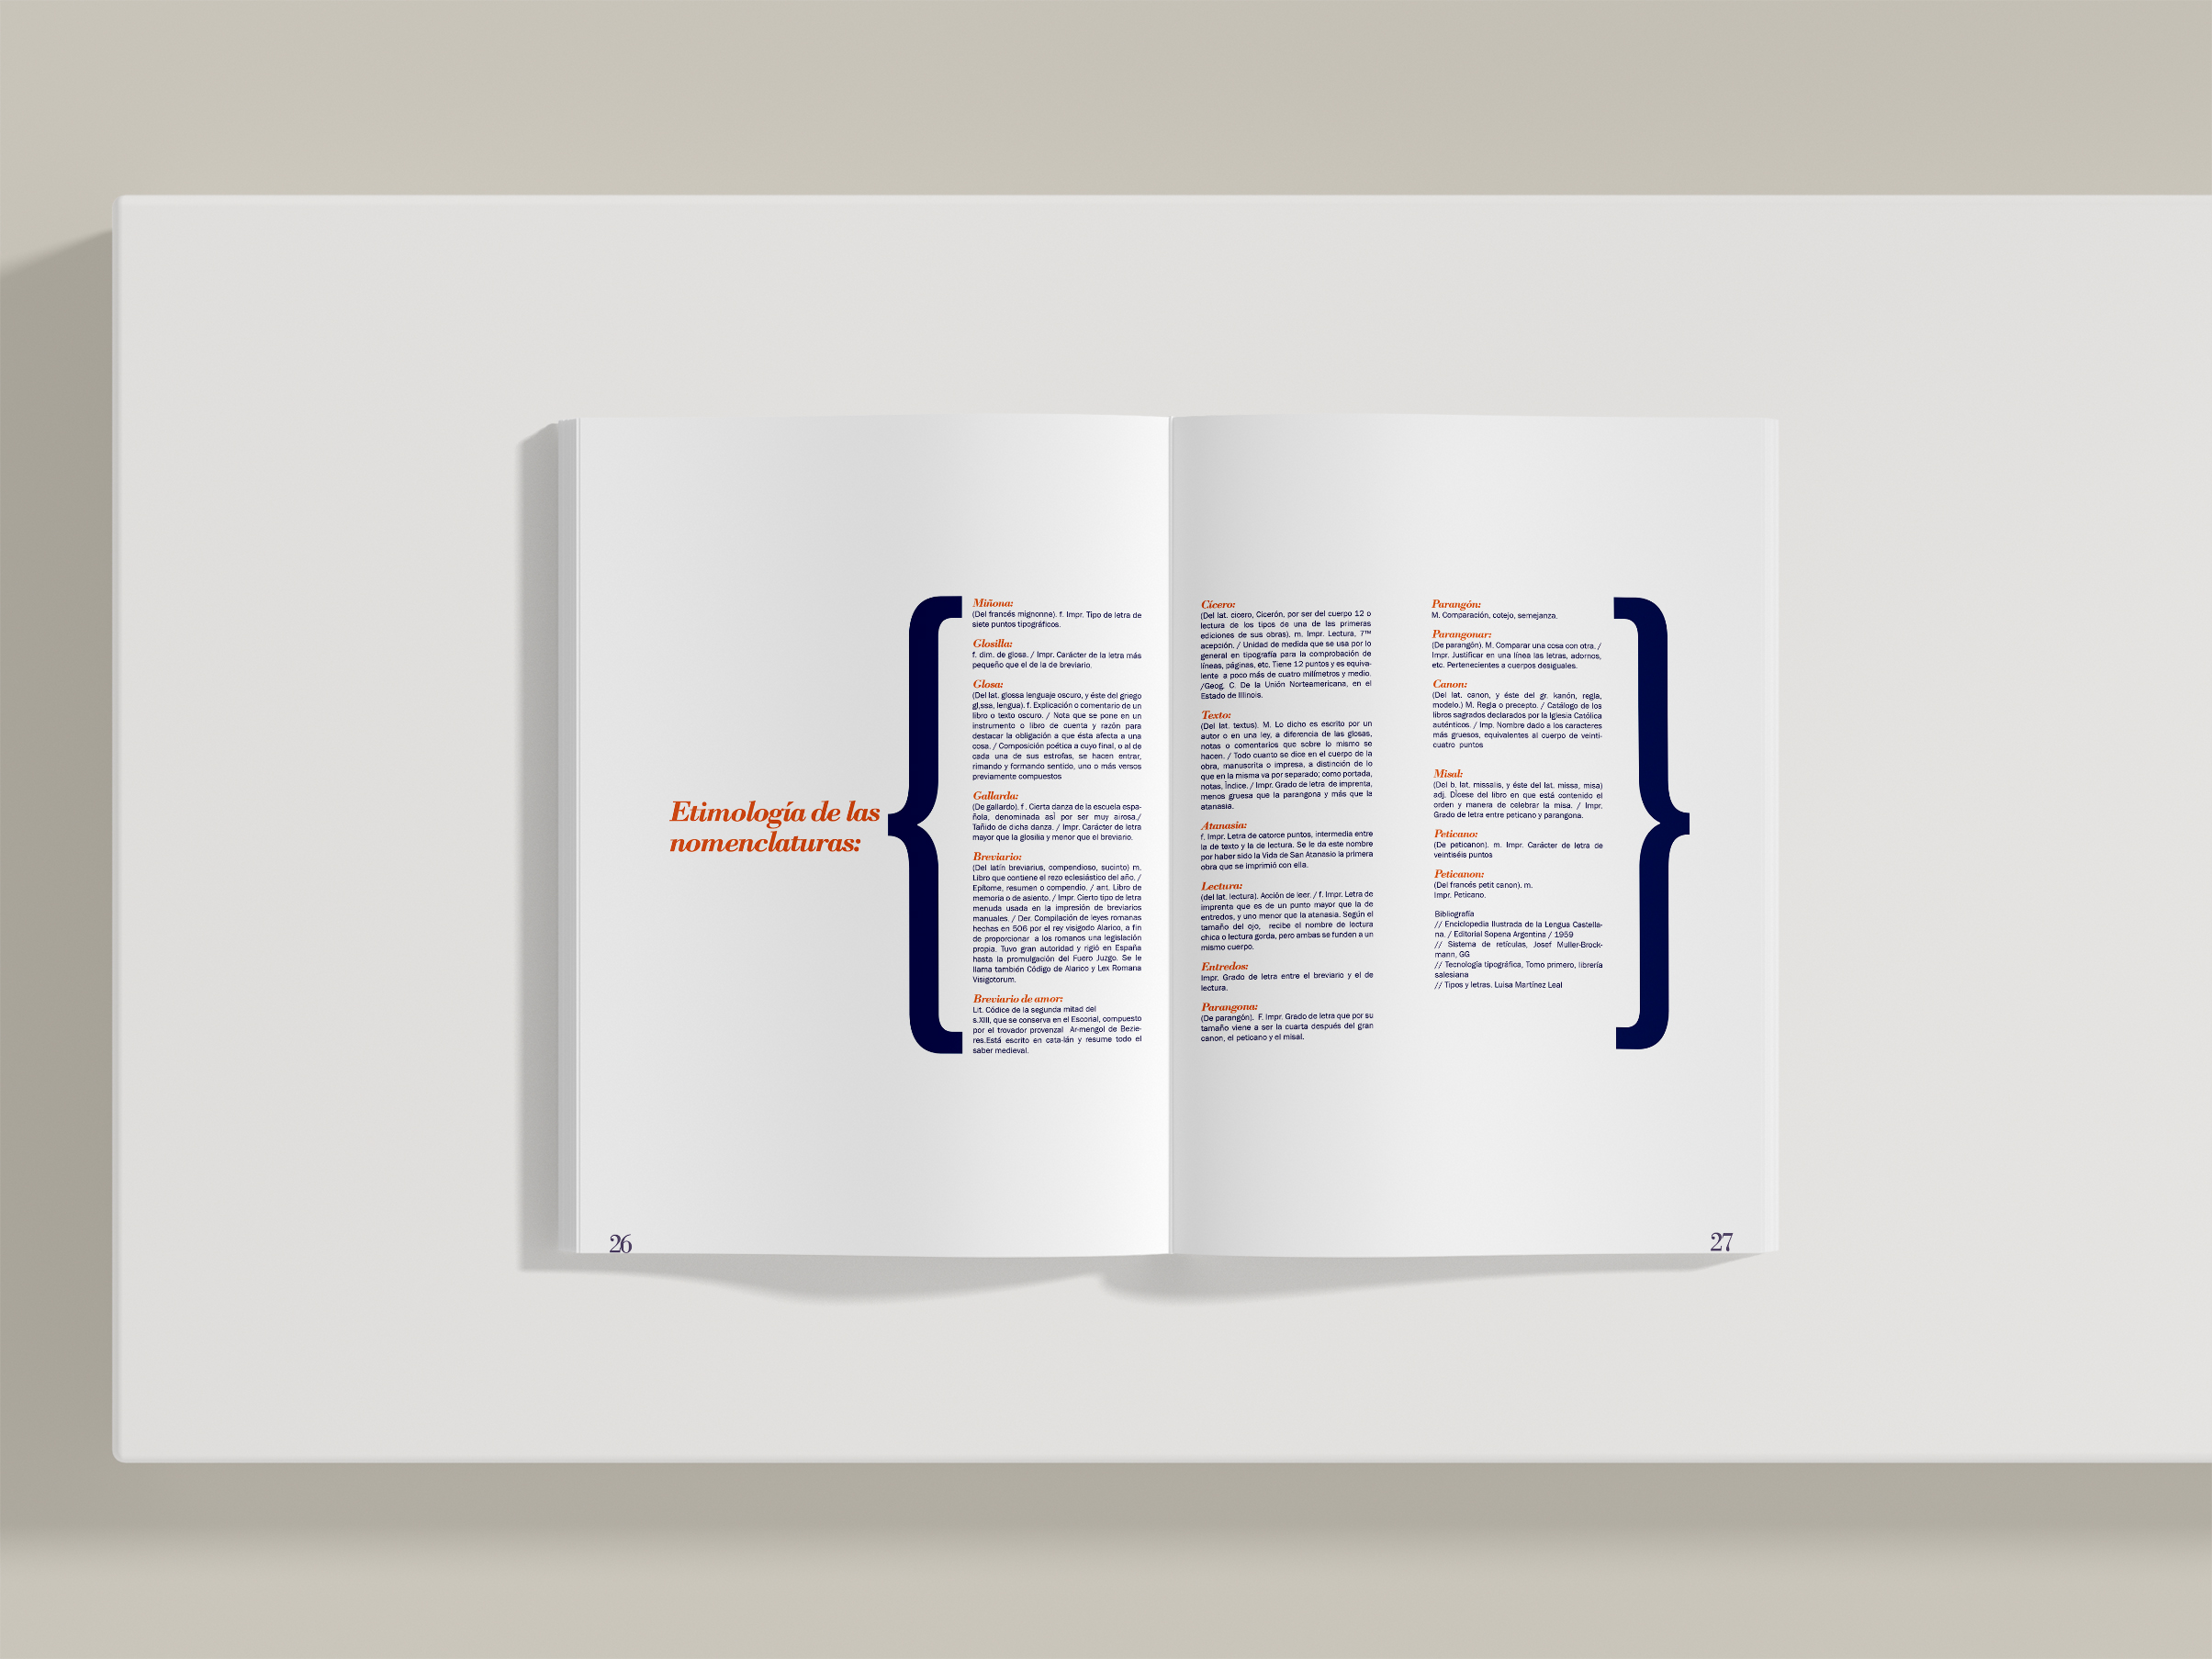 Etimología de las
nomenclaturas:
Miñona:
(Del francés mignonne). f. Impr. Tipo de letra de
siete puntos tipográficos.
Glosilla:
f. dim. de glosa. / Impr. Carácter de la letra más
pequeño que el de la de breviario.
Glosa:
(Del lat. glossa lenguaje oscuro, y éste del griego
gl,ssa, lengua). f. Explicación o comentario de un
libro o texto oscuro. / Nota que se pone en un
instrumento o libro de cuenta y razón para
destacar la obligación a que ésta afecta a una
cosa. / Composición poética a cuyo final, o al de
cada una de sus estrofas, se hacen entrar,
rimando y formando sentido, uno o más versos
previamente compuestos
Gallarda:
(De gallardo). f . Cierta danza de la escuela espa-
ñola, denominada asÌ por ser muy airosa./
Tañido de dicha danza. / Impr. Carácter de letra
mayor que la glosilia y menor que el breviario.
Breviario:
(Del latín breviarius, compendioso, sucinto) m.
Libro que contiene el rezo eclesiástico del año. /
Epítome, resumen o compendio. / ant. Libro de
memoria o de asiento. / Impr. Cierto tipo de letra
menuda usada en la impresión de breviarios
manuales. / Der. Compilación de leyes romanas
hechas en 506 por el rey visigodo Alarico, a fin
de proporcionar a los romanos una legislación
propia. Tuvo gran autoridad y rigió en España
hasta la promulgación del Fuero Juzgo. Se le
llama también Código de Alarico y Lex Romana
Visigotorum.
Breviario de amor:
Lit. Códice de la segunda mitad del
s.XIII, que se conserva en el Escorial, compuesto
por el trovador provenzal Ar-mengol de Bezie-
res.Está escrito en cata-lán y resume todo el
saber medieval.
26
Cícero:
(Del lat. cicero, Cicerón, por ser del cuerpo 12 o
lectura de los tipos de una de las primeras
ediciones de sus obras). m. Impr. Lectura, 7™
acepción. / Unidad de medida que se usa por lo
general en tipografía para la comprobación de
líneas, páginas, etc. Tiene 12 puntos y es equiva-
lente a poco más de cuatro milímetros y medio.
/Geog. C. De la Unión Norteamericana, en el
Estado de Illinois.
Texto:
(Del lat. textus). M. Lo dicho es escrito por un
autor o en una ley, a diferencia de las glosas,
notas o comentarios que sobre lo mismo se
hacen. / Todo cuanto se dice en el cuerpo de la
obra, manuscrita o impresa, a distinción de lo
que en la misma va por separado; como portada,
notas, Índice. / Impr. Grado de letra de imprenta,
menos gruesa que la parangona y más que la
atanasia.
Atanasia:
f. Impr. Letra de catorce puntos, intermedia entre
la de texto y la de lectura. Se le da este nombre
por haber sido la Vida de San Atanasio la primera
obra que se imprimió con ella.
Lectura:
(del lat. lectura). Acción de leer. / f. Impr. Letra de
imprenta que es de un punto mayor que la de
entredos, y uno menor que la atanasia. Según el
tamaño del ojo, recibe el nombre de lectura
chica o lectura gorda, pero ambas se funden a un
mismo cuerpo.
Entredos:
Impr. Grado de letra entre el breviario y el de
lectura.
Parangona:
(De parangón). F. Impr. Grado de letra que por su
tamaño viene a ser la cuarta después del gran
canon, el peticano y el misal.
Parangón:
M. Comparación, cotejo, semejanza.
Parangonar:
(De parangón). M. Comparar una cosa con otra. /
Impr. Justificar en una línea las letras, adornos,
etc. Pertenecientes a cuerpos desiguales.
Canon:
(Del lat. canon, y éste del gr. kanón, regla,
modelo.) M. Regla o precepto. / Catálogo de los
libros sagrados declarados por la Iglesia Católica
auténticos. / Imp. Nombre dado a los caracteres
más gruesos, equivalentes al cuerpo de veinti-
cuatro puntos
Misal:
(Del b. lat. missalis, y éste del lat. missa, misa)
adj. DÌcese del libro en que está contenido el
orden y manera de celebrar la misa. / Impr.
Grado de letra entre peticano y parangona.
Peticano:
(De peticanon). m. Impr. Carácter de letra de
veintiséis puntos
Peticanon:
(Del francés petit canon). m.
Impr. Peticano.
Bibliografía
// Enciclopedia Ilustrada de la Lengua Castella-
na. / Editorial Sopena Argentina / 1959
// Sistema de retículas, Josef Muller-Brock-
mann, GG
// Tecnología tipográfica, Tomo primero, librería
salesiana
// Tipos y letras. Luisa Martínez Leal
27